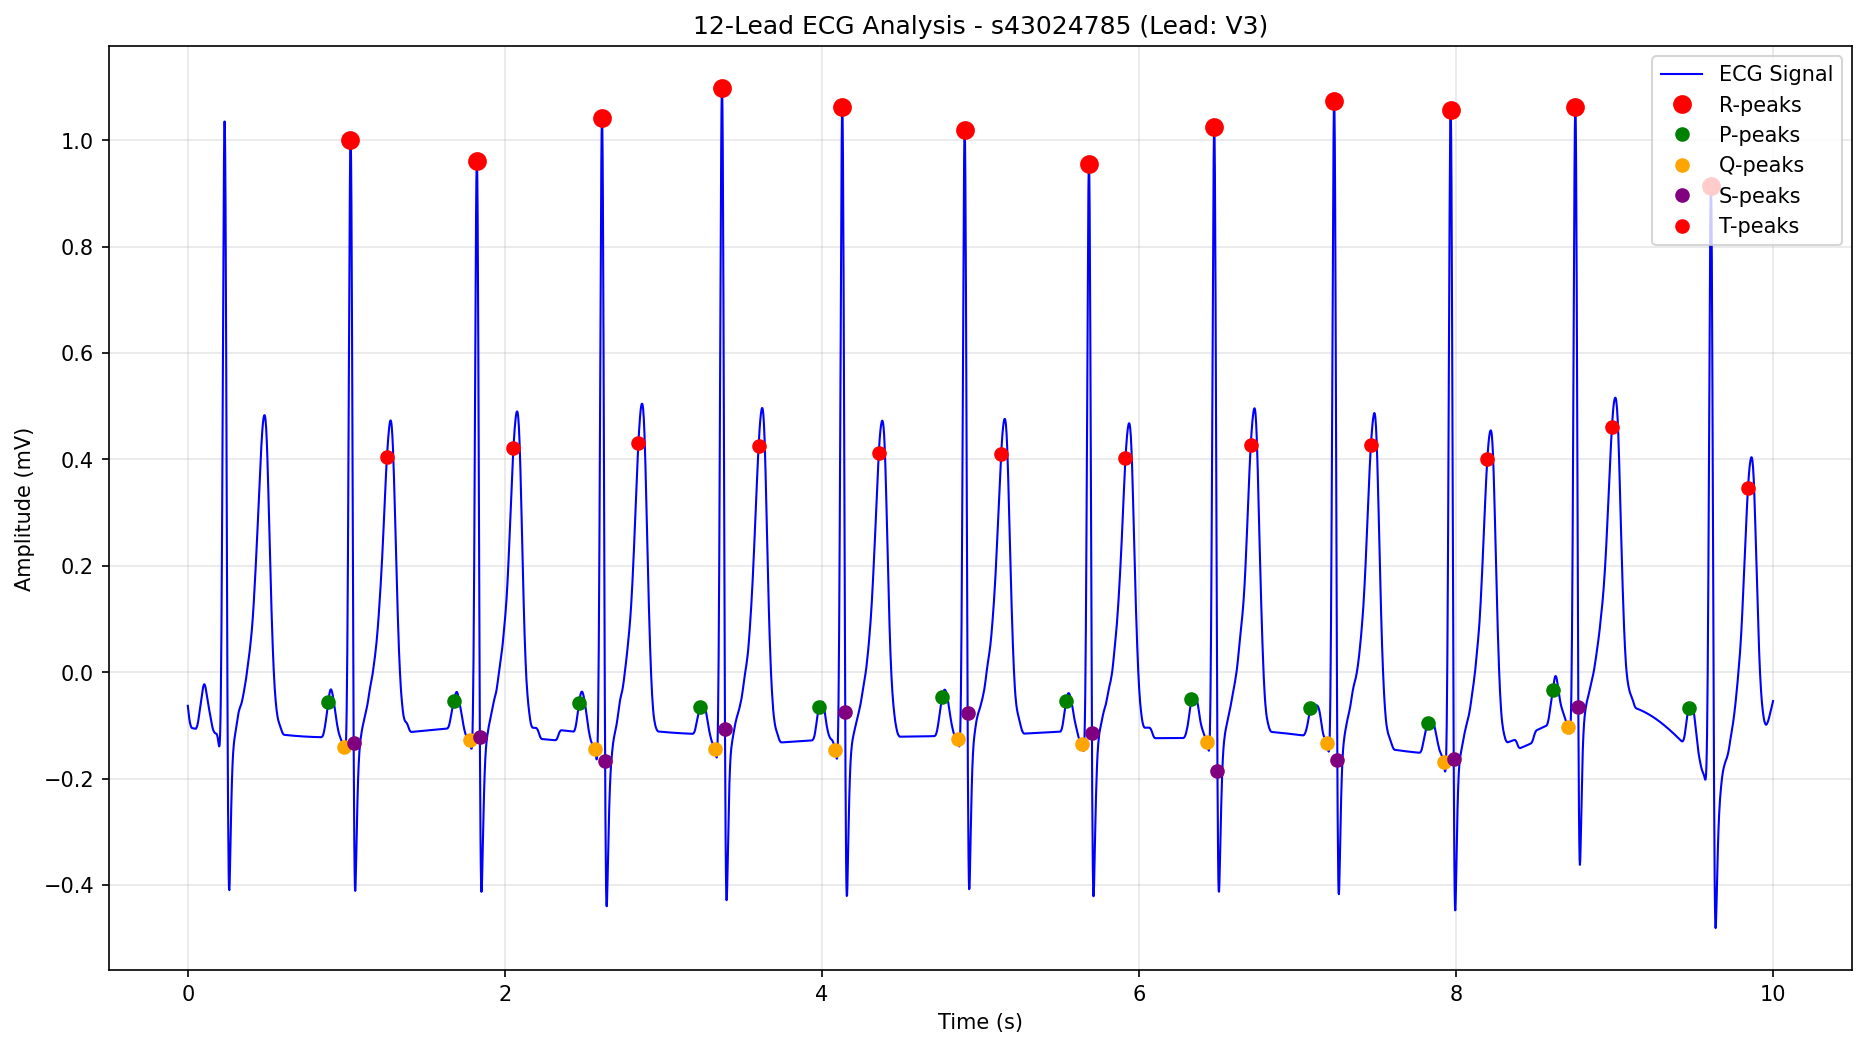 12-Lead ECG Analysis - s43024785 (Lead: V3)
ECG Signal
R-peaks
P-peaks
Q-peaks
S-peaks
T-peaks
Amplitude (mV)
1.0
0.8
0.6
0.4
0.2
0.0
−0.2
−0.4
0 2 4 6 8 10
Time (s)